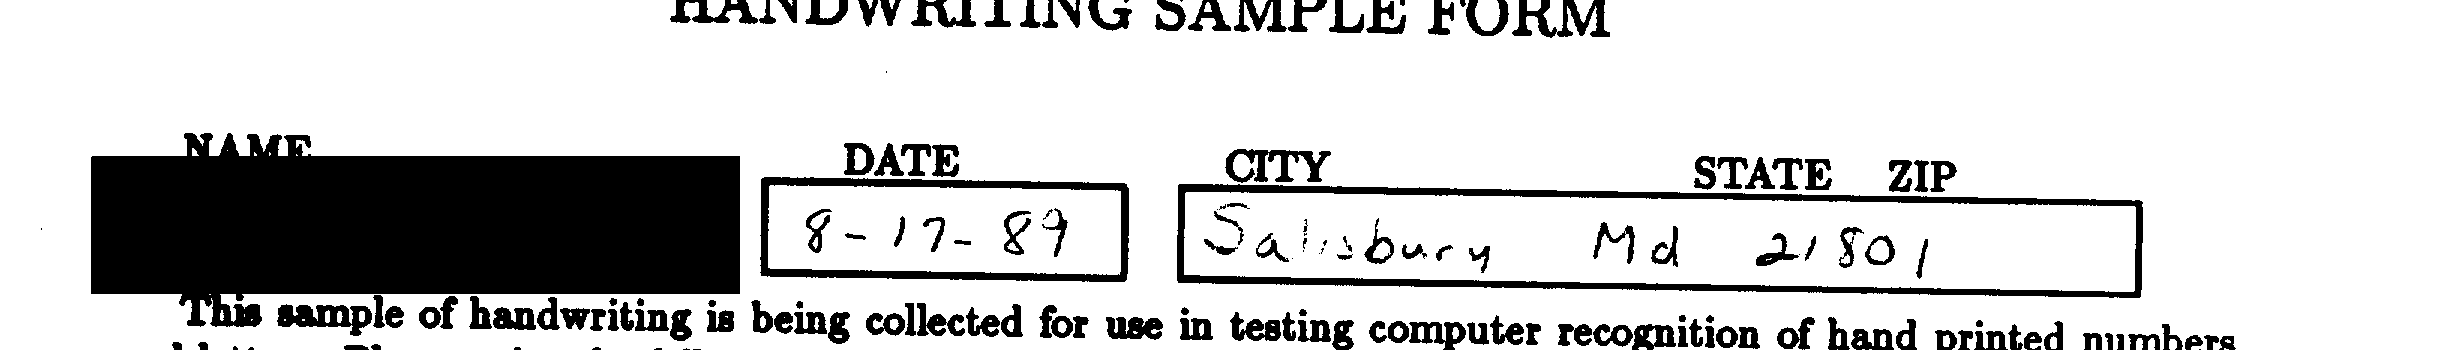 HANDWRITING SAMPLE FORM
NAME DATE CITY STATE ZIP
8-17-89 Salisbury Md 21801
This sample of handwriting is being collected for use in testing computer recognition of hand printed numbers